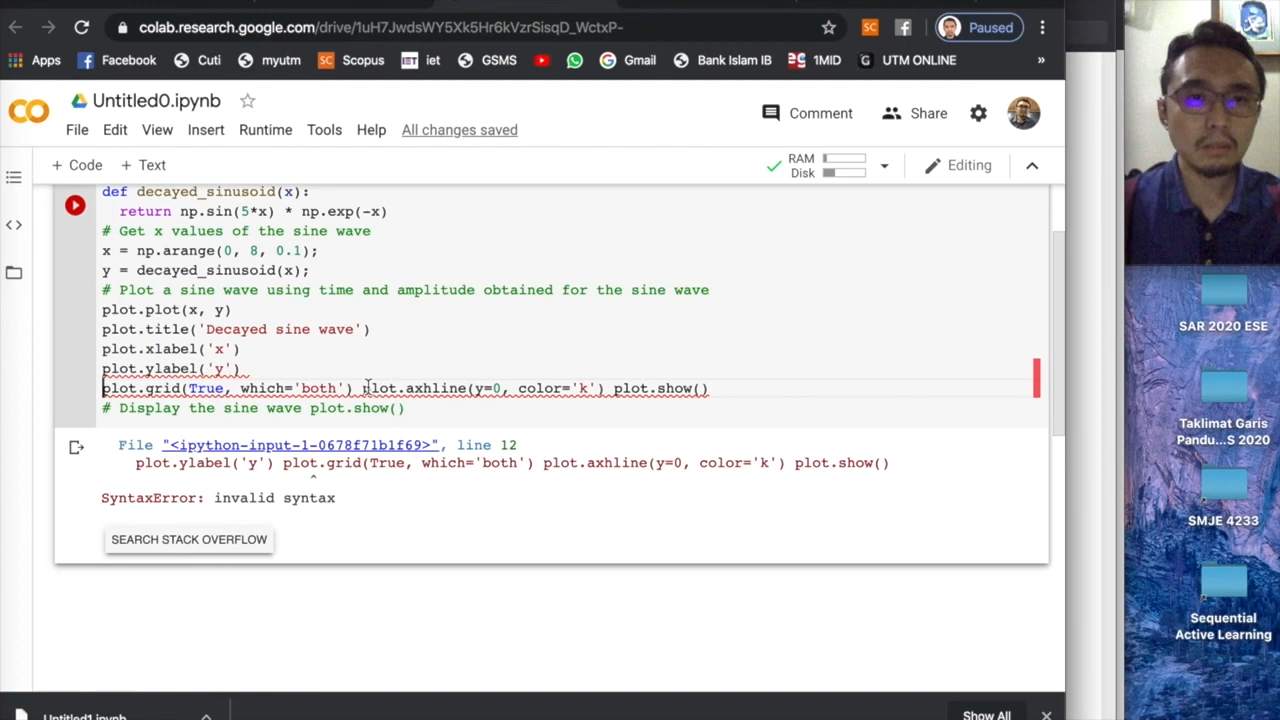 colab.research.google.com/drive/1uH7JwdsWY5Xk5Hr6kVzrSisqD_WctxP-
SC
Paused
Apps
Facebook
Cuti
myutm
SC Scopus
IET iet
GSMS
Gmail
Bank Islam IB
1MID
UTM ONLINE
»
CO
Untitled0.ipynb
Comment
Share
File Edit View Insert Runtime Tools Help All changes saved
+ Code + Text
RAM
Disk
Editing
def decayed_sinusoid(x):
return np.sin(5*x) * np.exp(-x)
# Get x values of the sine wave
x = np.arange(0, 8, 0.1);
y = decayed_sinusoid(x);
# Plot a sine wave using time and amplitude obtained for the sine wave
plot.plot(x, y)
plot.title('Decayed sine wave')
plot.xlabel('x')
plot.ylabel('y')
plot.grid(True, which='both') plot.axhline(y=0, color='k') plot.show()
# Display the sine wave plot.show()
File "<ipython-input-1-0678f71b1f69>", line 12
plot.ylabel('y') plot.grid(True, which='both') plot.axhline(y=0, color='k') plot.show()
^
SyntaxError: invalid syntax
SEARCH STACK OVERFLOW
Untitled1.ipynb
Show All
SAR 2020 ESE
Taklimat Garis
Pandu...S 2020
SMJE 4233
Sequential
Active Learning